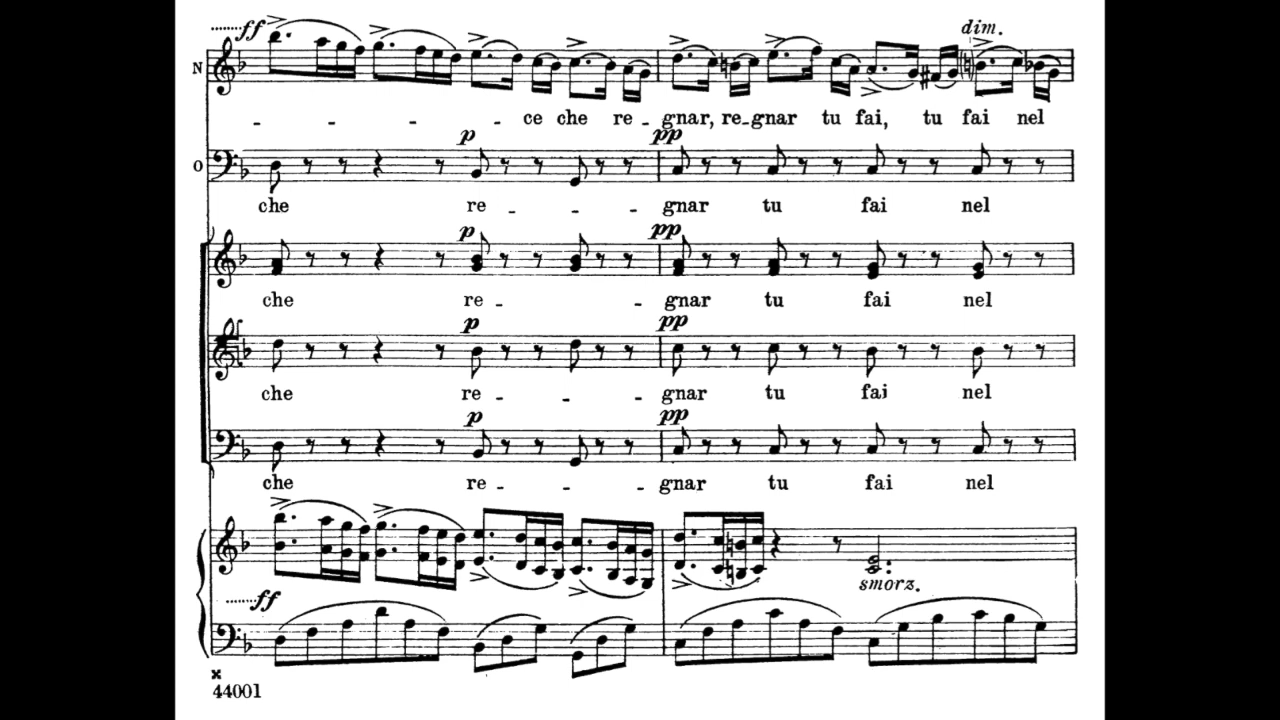 ff dim.
N
- - - - ce che re - gnar, re - gnar tu fai, tu fai nel
p pp
O
che re - - - gnar tu fai nel
p pp
che re - - - gnar tu fai nel
p pp
che re - - - gnar tu fai nel
p pp
che re - - - gnar tu fai nel
smorz.
ff
44001